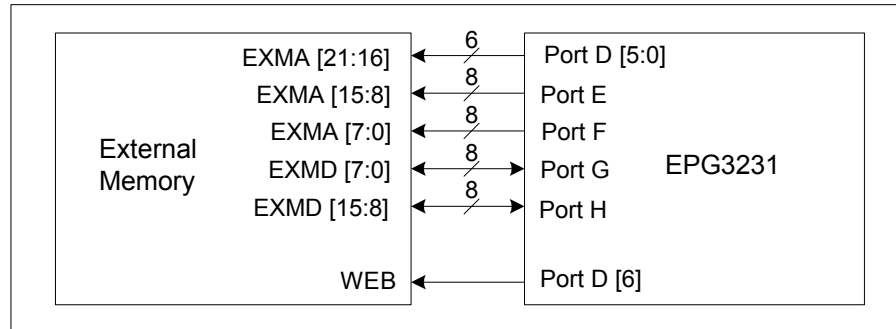 EXMA [21:16] 6 Port D [5:0]
EXMA [15:8] 8 Port E
EXMA [7:0] 8 Port F
External Memory
EXMD [7:0] 8 Port G
EPG3231
EXMD [15:8] 8 Port H
WEB Port D [6]